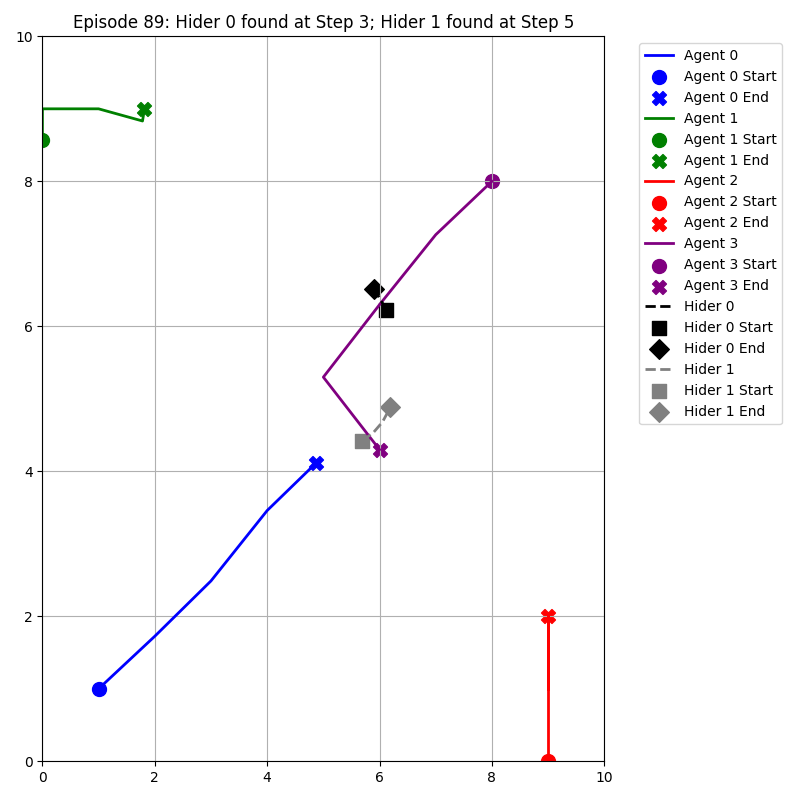 Episode 89: Hider 0 found at Step 3; Hider 1 found at Step 5
10
8
6
4
2
0
0 2 4 6 8 10
Agent 0
Agent 0 Start
Agent 0 End
Agent 1
Agent 1 Start
Agent 1 End
Agent 2
Agent 2 Start
Agent 2 End
Agent 3
Agent 3 Start
Agent 3 End
Hider 0
Hider 0 Start
Hider 0 End
Hider 1
Hider 1 Start
Hider 1 End